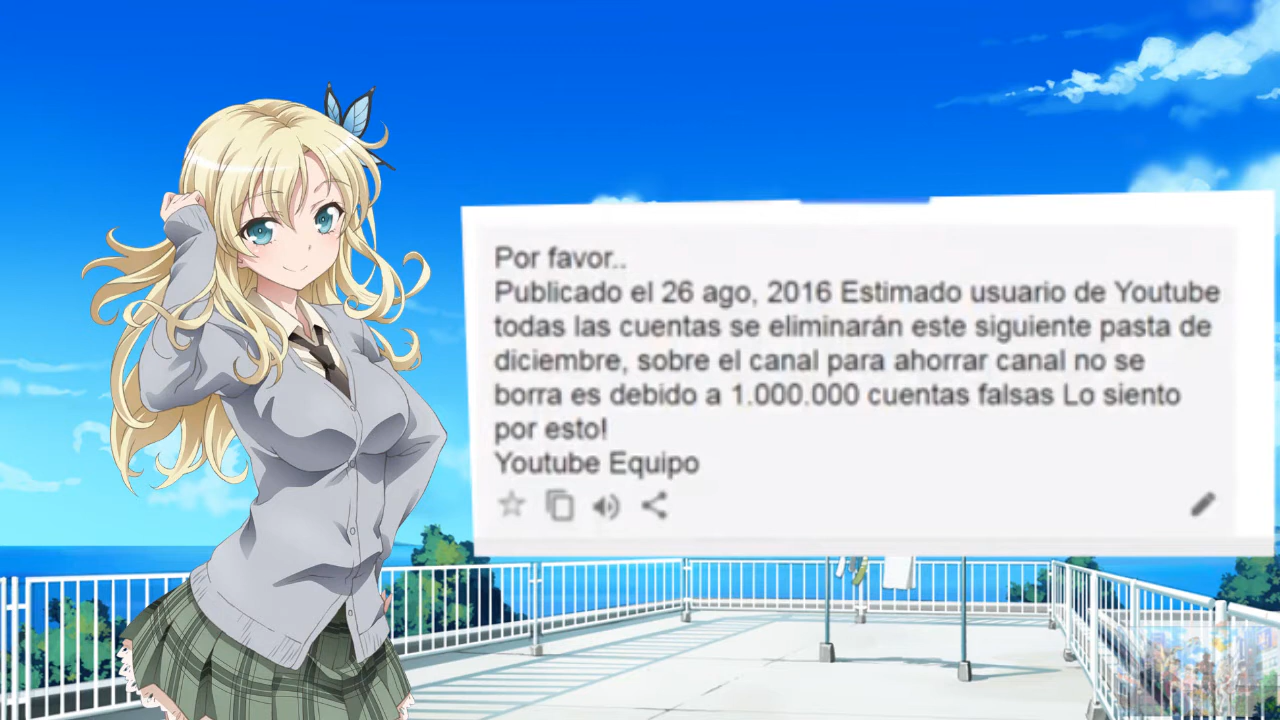 Por favor..
Publicado el 26 ago, 2016 Estimado usuario de Youtube
todas las cuentas se eliminarán este siguiente pasta de
diciembre, sobre el canal para ahorrar canal no se
borra es debido a 1.000.000 cuentas falsas Lo siento
por esto!
Youtube Equipo